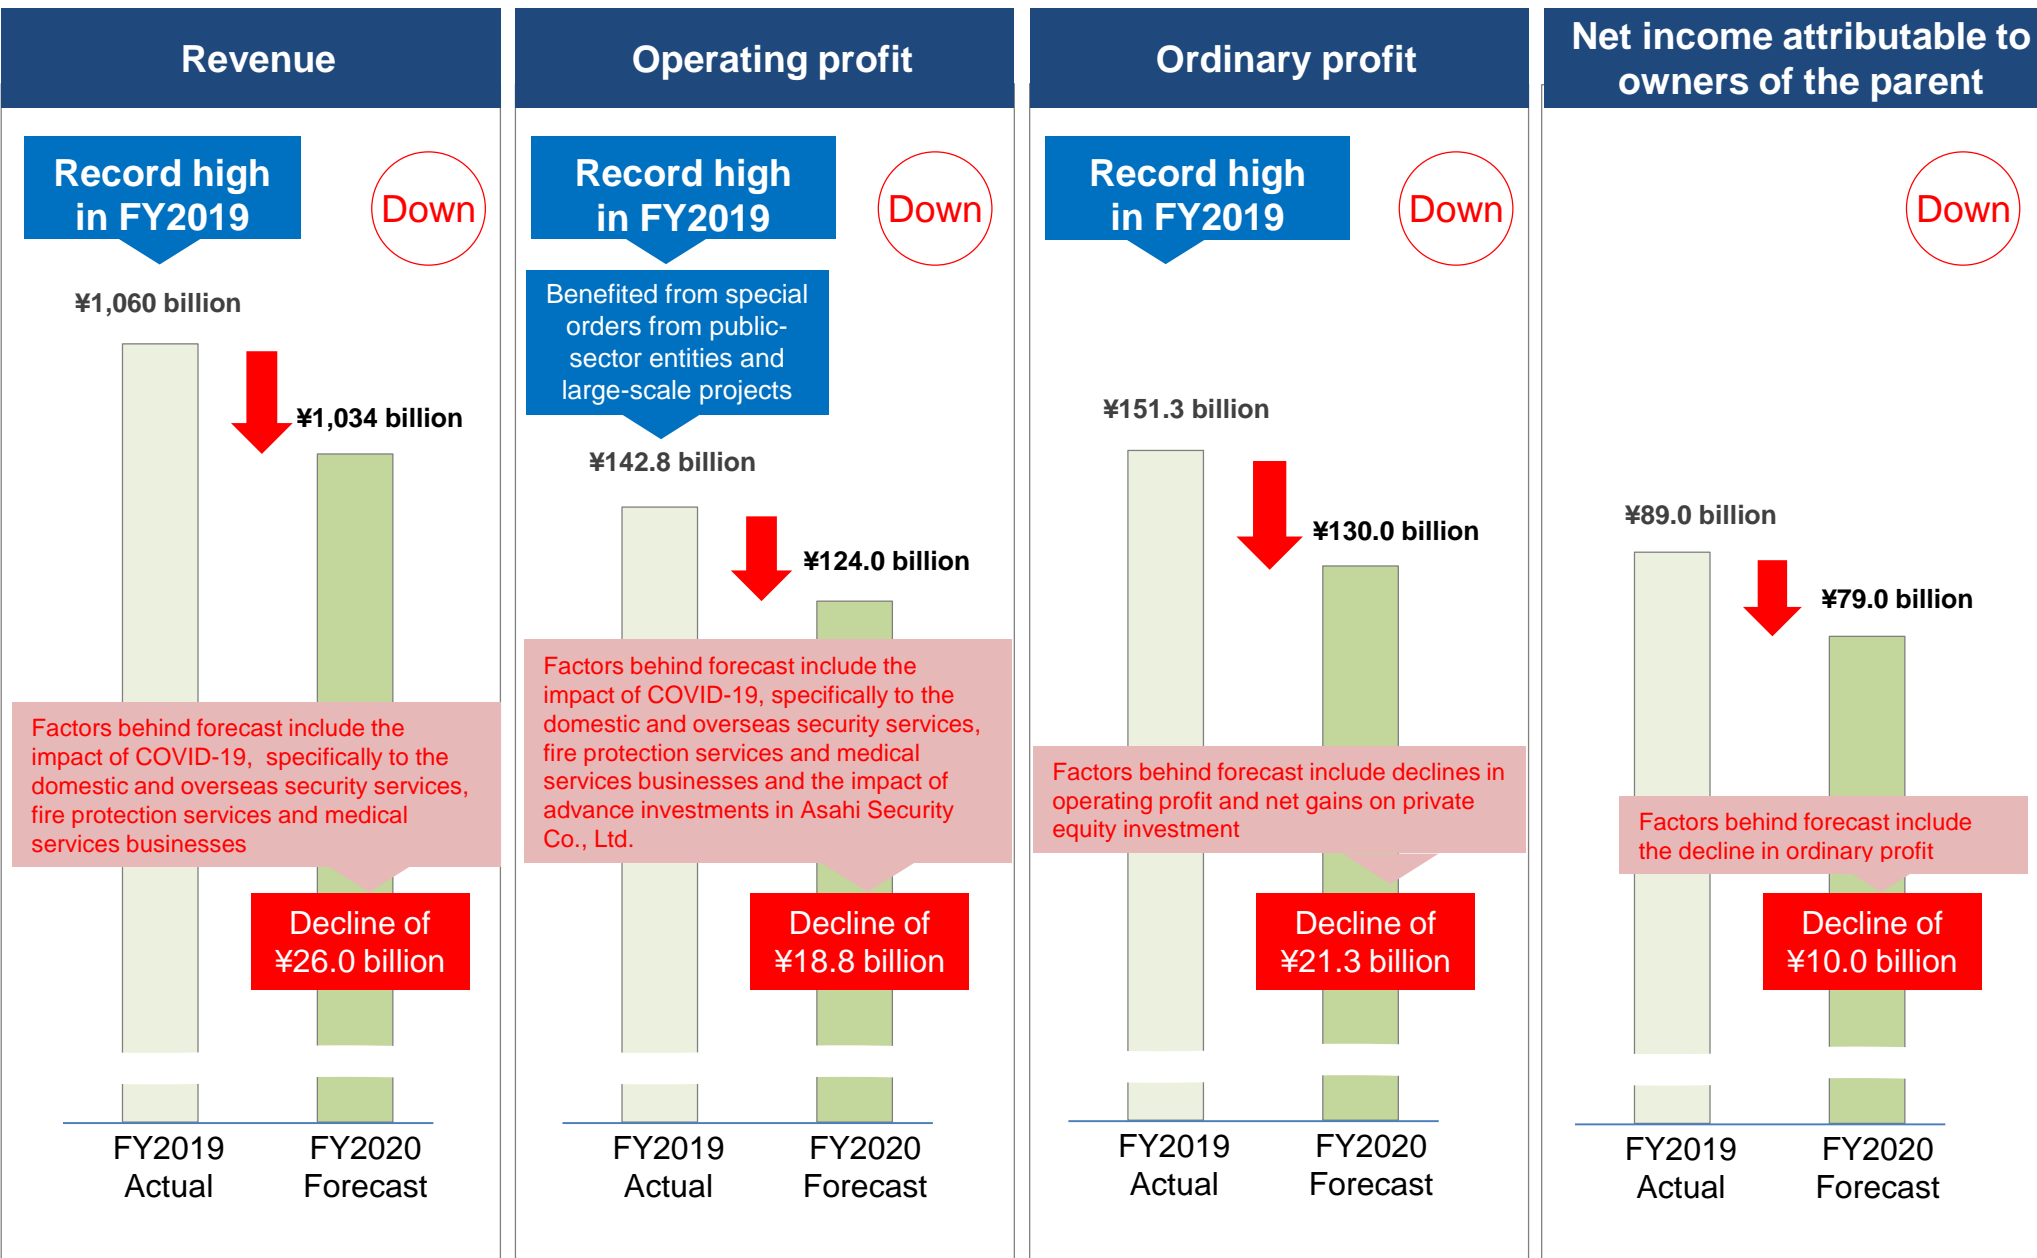 Revenue
Record high
in FY2019
Down
¥1,060 billion
¥1,034 billion
Factors behind forecast include the
impact of COVID-19, specifically to the
domestic and overseas security services,
fire protection services and medical
services businesses
Decline of
¥26.0 billion
FY2019
Actual
FY2020
Forecast
Operating profit
Record high
in FY2019
Down
Benefited from special
orders from public-
sector entities and
large-scale projects
¥142.8 billion
¥124.0 billion
Factors behind forecast include the
impact of COVID-19, specifically to the
domestic and overseas security services,
fire protection services and medical
services businesses and the impact of
advance investments in Asahi Security
Co., Ltd.
Decline of
¥18.8 billion
FY2019
Actual
FY2020
Forecast
Ordinary profit
Record high
in FY2019
Down
¥151.3 billion
¥130.0 billion
Factors behind forecast include declines in
operating profit and net gains on private
equity investment
Decline of
¥21.3 billion
FY2019
Actual
FY2020
Forecast
Net income attributable to
owners of the parent
Down
¥89.0 billion
¥79.0 billion
Factors behind forecast include
the decline in ordinary profit
Decline of
¥10.0 billion
FY2019
Actual
FY2020
Forecast